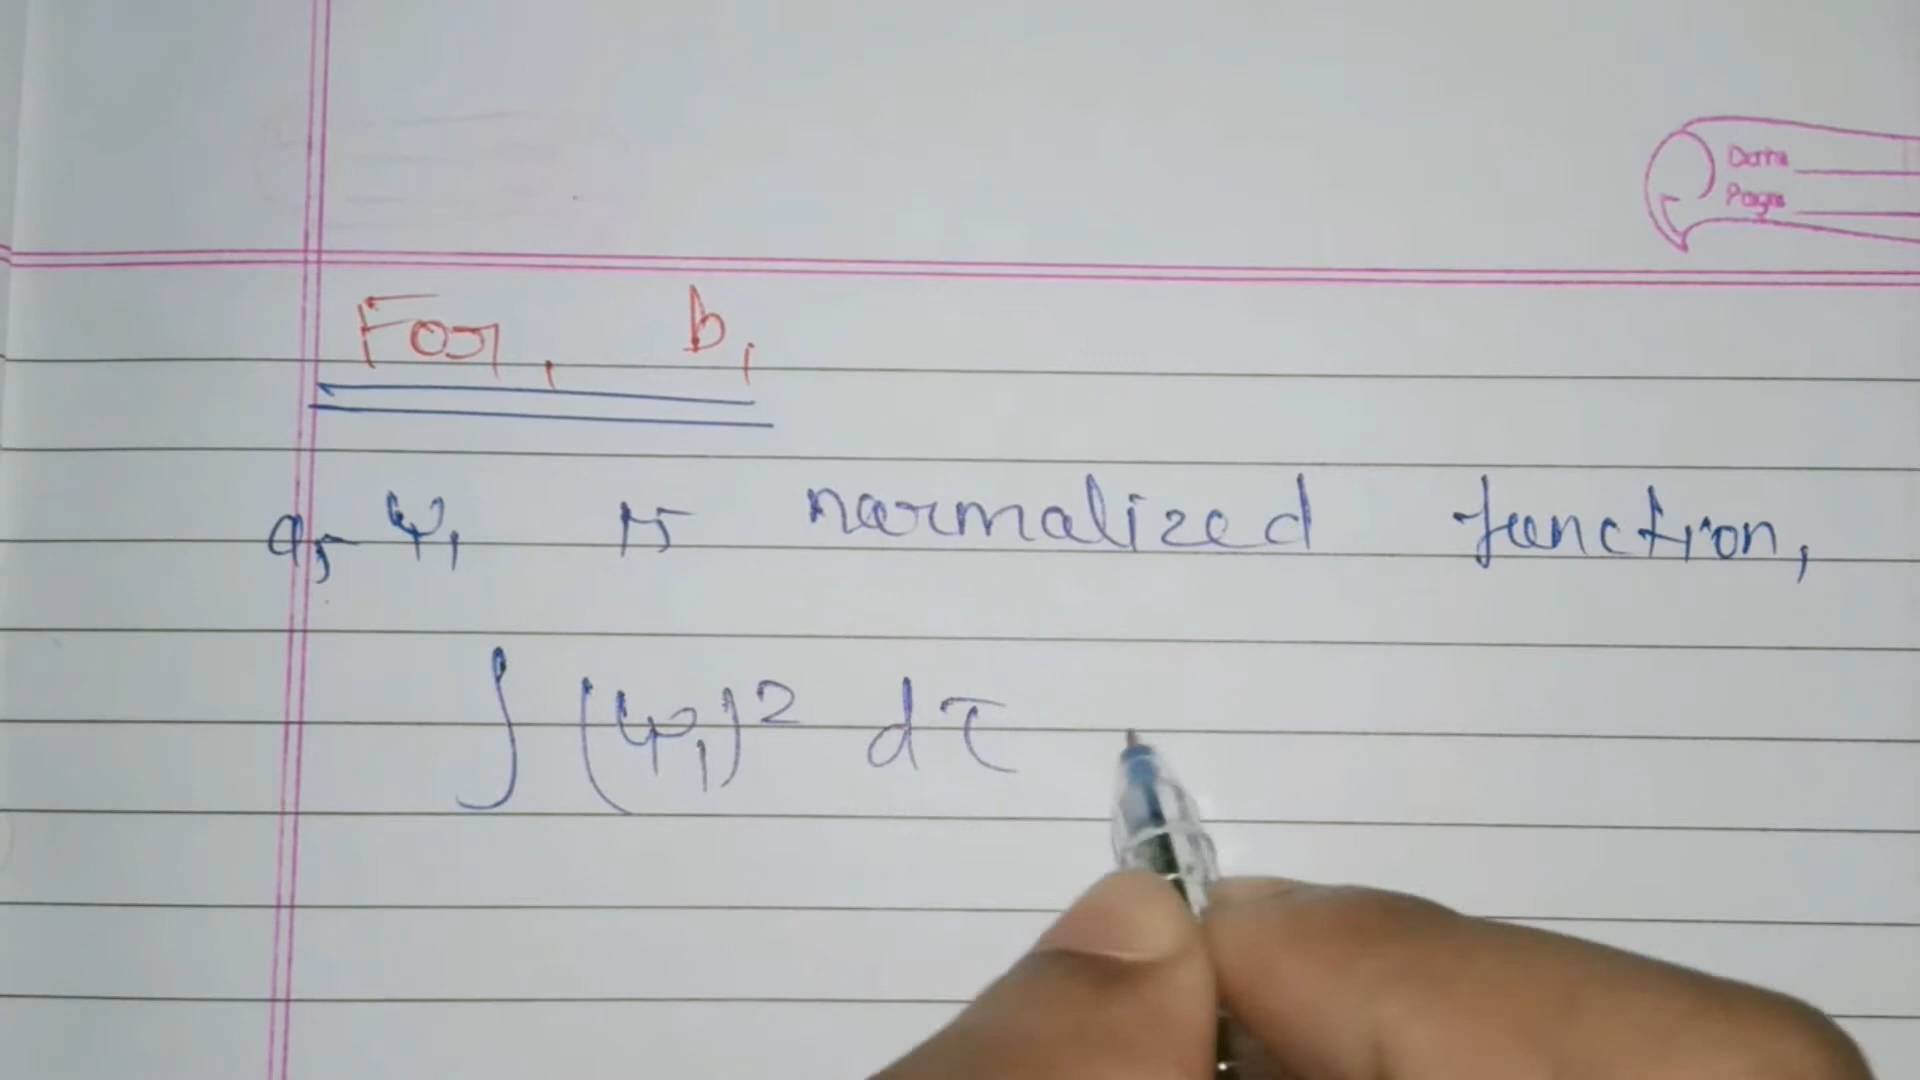 Date
Page
For, b₁
as ψ₁ is normalized function,
∫ (ψ₁)² dτ